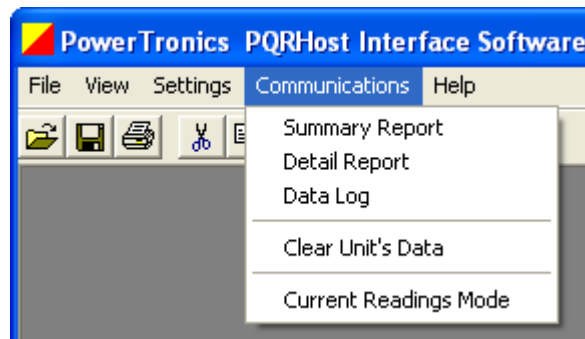 PowerTronics PQRHost Interface Software
File View Settings Communications Help
Summary Report
Detail Report
Data Log
Clear Unit's Data
Current Readings Mode